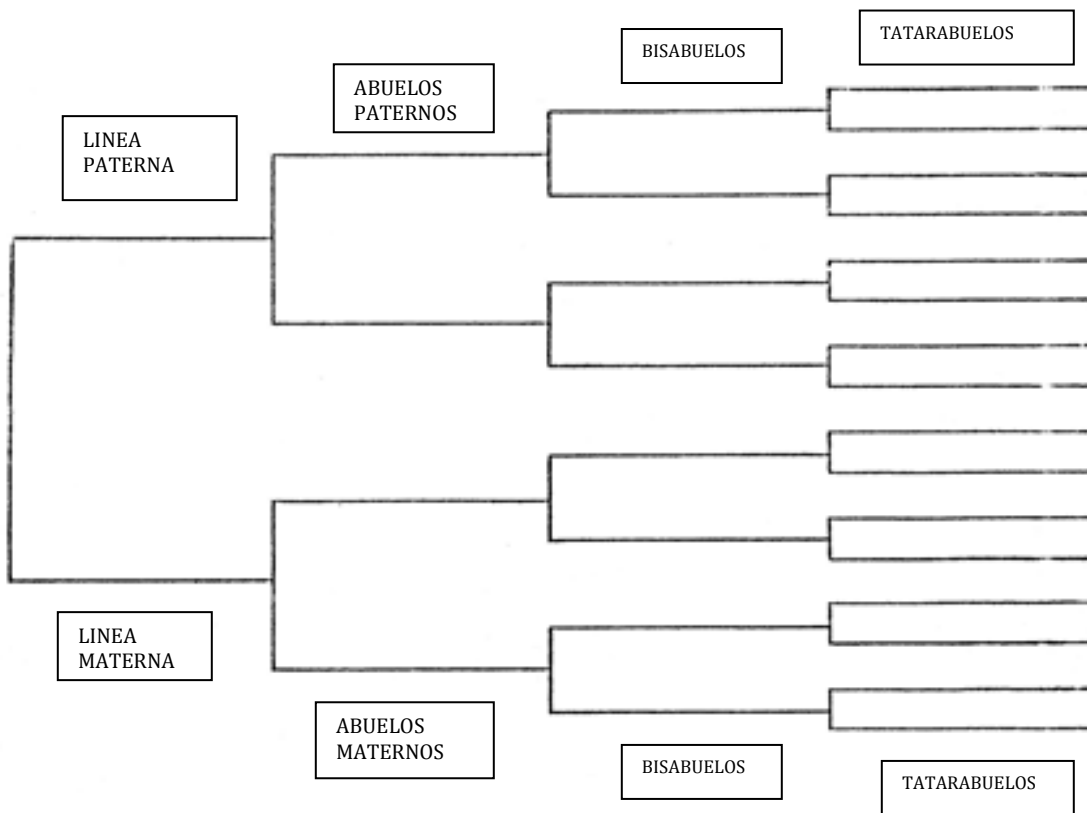 TATARABUELOS
BISABUELOS
ABUELOS
PATERNOS
LINEA
PATERNA
LINEA
MATERNA
ABUELOS
MATERNOS
BISABUELOS
TATARABUELOS